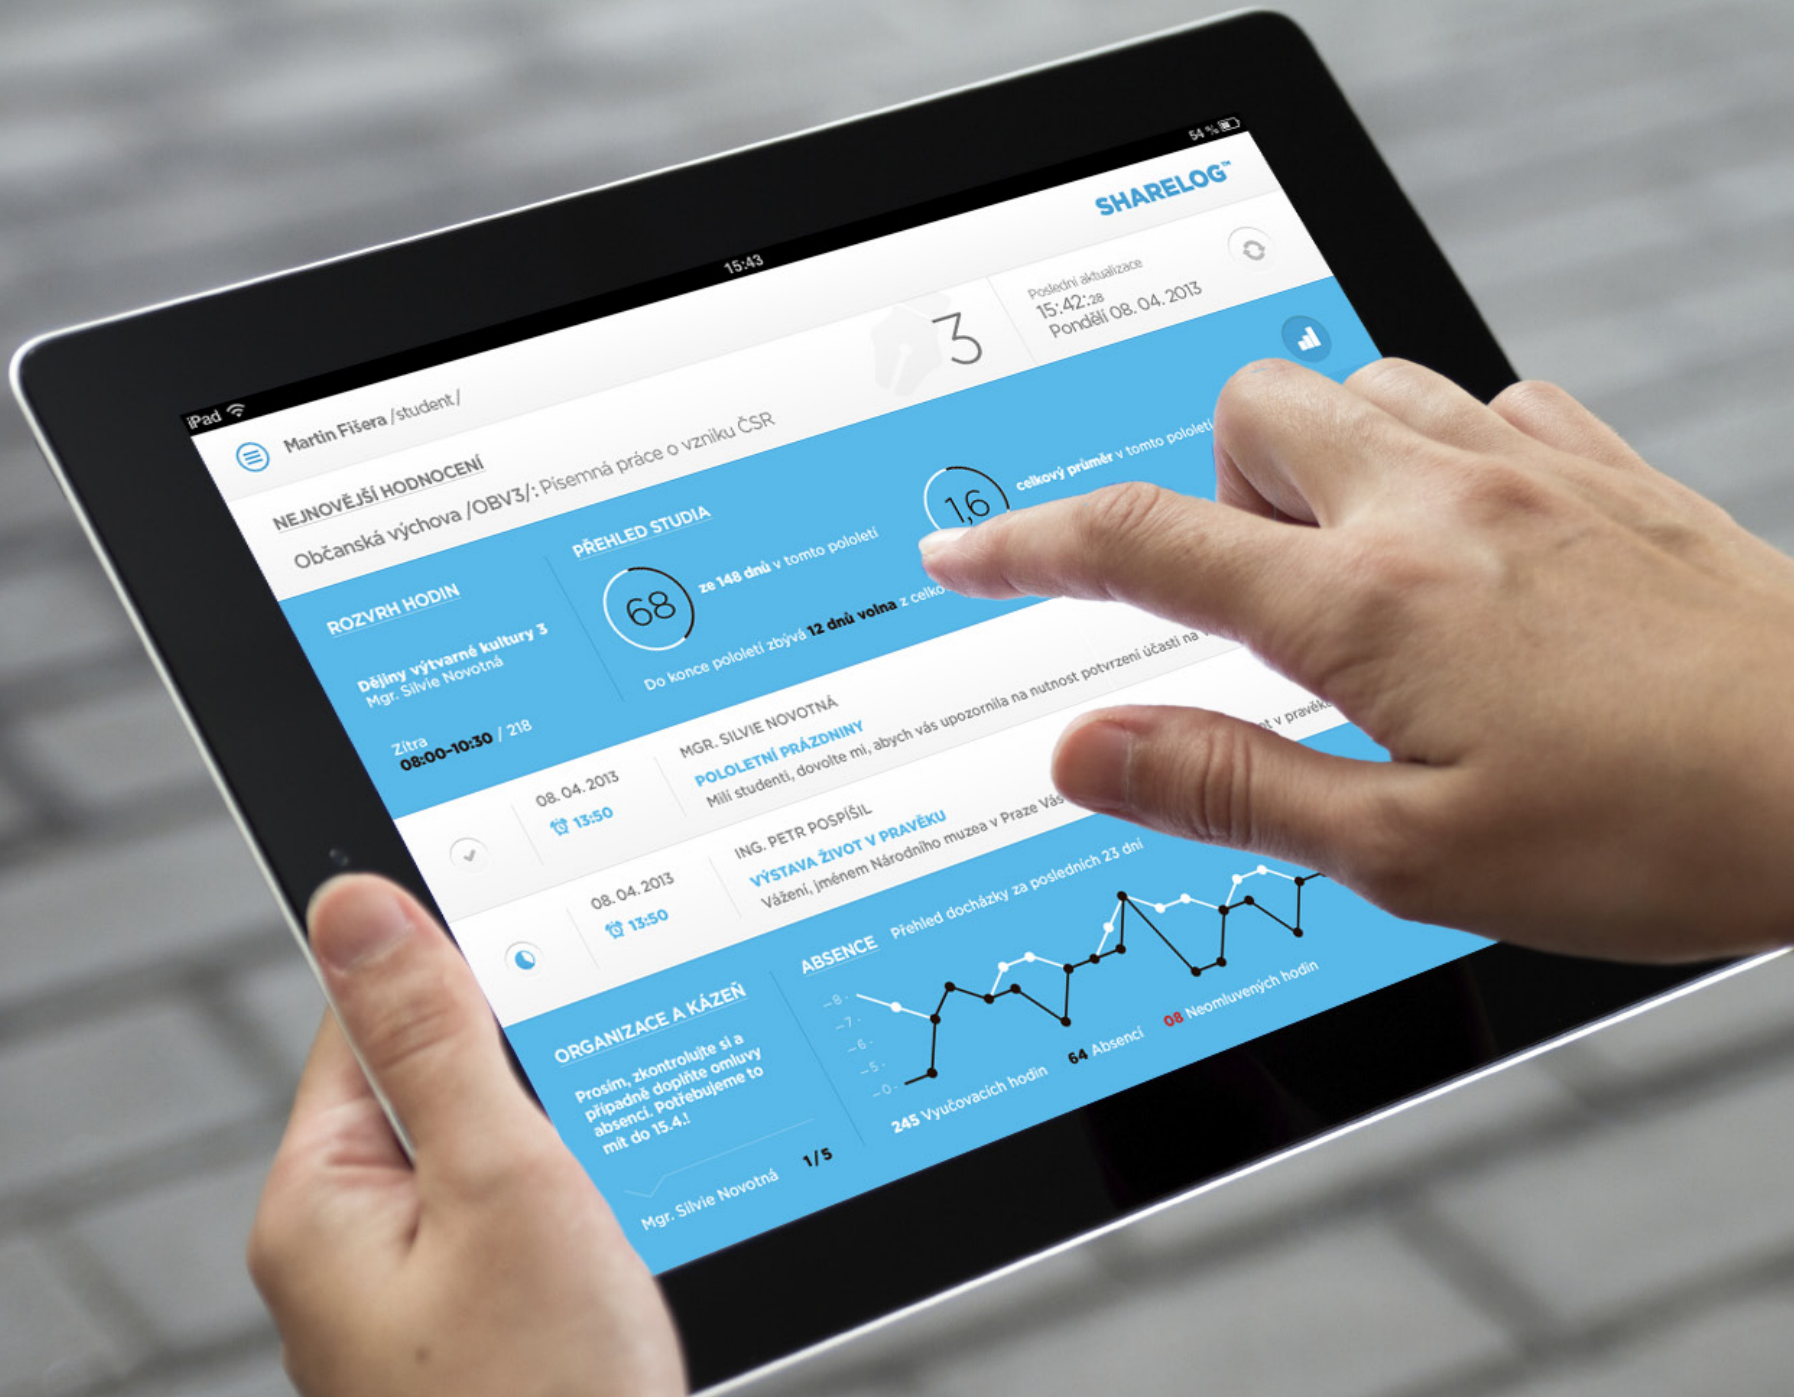 iPad
15:43
54 %
Martin Fišera /student/
SHARELOG™
NEJNOVĚJŠÍ HODNOCENÍ
Občanská výchova /OBV3/: Písemná práce o vzniku ČSR
3
Poslední aktualizace
15:42:28
Pondělí 08. 04. 2013
ROZVRH HODIN
Dějiny výtvarné kultury 3
Mgr. Silvie Novotná
Zítra
08:00-10:30 / 218
PŘEHLED STUDIA
68
ze 148 dnů v tomto pololetí
1,6
celkový průměr v tomto pololetí
Do konce pololetí zbývá 12 dnů volna z
08. 04. 2013
13:50
MGR. SILVIE NOVOTNÁ
POLOLETNÍ PRÁZDNINY
Milí studenti, dovolte mi, abych vás upozornila na nutnost potvrzení účasti na
08. 04. 2013
13:50
ING. PETR POSPÍŠIL
VÝSTAVA ŽIVOT V PRAVĚKU
Vážení, jménem Národního muzea v Praze Vás
v
ORGANIZACE A KÁZEŇ
Prosím, zkontrolujte si a
případně doplňte omluvy
absencí. Potřebujeme to
mít do 15.4.!
Mgr. Silvie Novotná
1/5
ABSENCE
Přehled docházky za posledních 23 dní
8
7
6
5
0
245 Vyučovacích hodin
64 Absencí
08 Neomluvených hodin